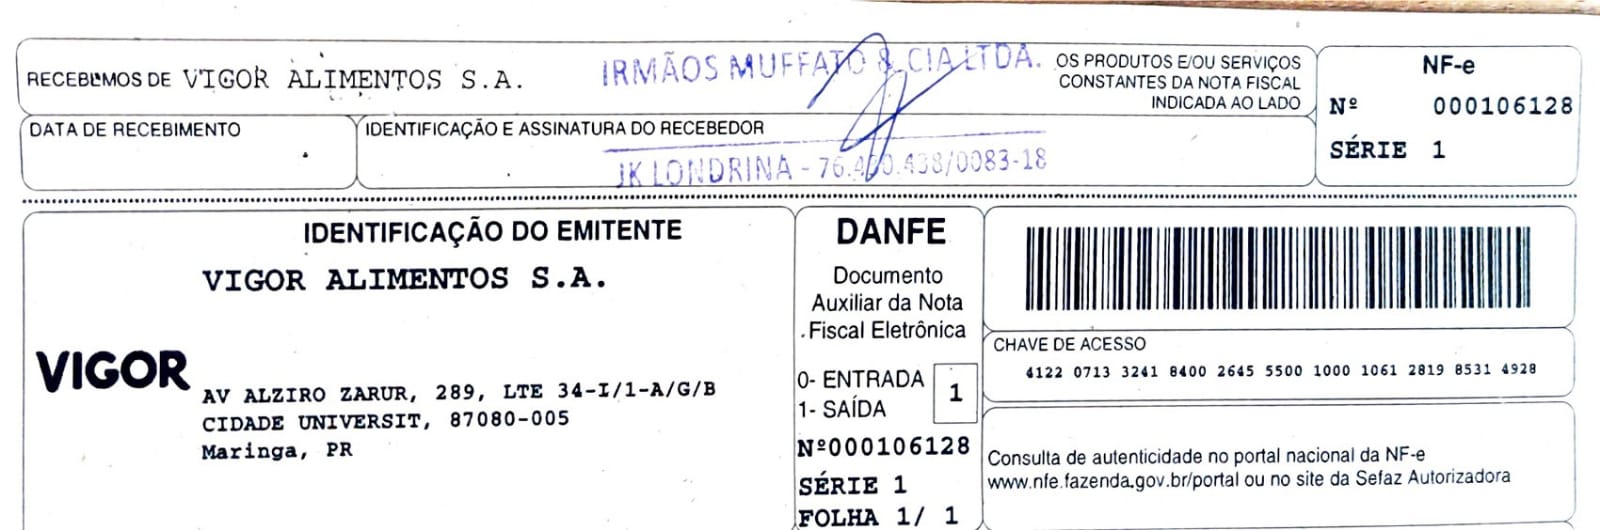 RECEBEMOS DE VIGOR ALIMENTOS S.A.
IRMÃOS MUFFATO & CIA LTDA.
OS PRODUTOS E/OU SERVIÇOS
CONSTANTES DA NOTA FISCAL
INDICADA AO LADO
NF-e
Nº 000106128
SÉRIE 1
DATA DE RECEBIMENTO
IDENTIFICAÇÃO E ASSINATURA DO RECEBEDOR
JK LONDRINA - 76.430.438/0083-18
IDENTIFICAÇÃO DO EMITENTE
VIGOR ALIMENTOS S.A.
VIGOR
AV ALZIRO ZARUR, 289, LTE 34-I/1-A/G/B
CIDADE UNIVERSIT, 87080-005
Maringa, PR
DANFE
Documento
Auxiliar da Nota
Fiscal Eletrônica
0- ENTRADA
1- SAÍDA
1
Nº000106128
SÉRIE 1
FOLHA 1/ 1
CHAVE DE ACESSO
4122 0713 3241 8400 2645 5500 1000 1061 2819 8531 4928
Consulta de autenticidade no portal nacional da NF-e
www.nfe.fazenda.gov.br/portal ou no site da Sefaz Autorizadora